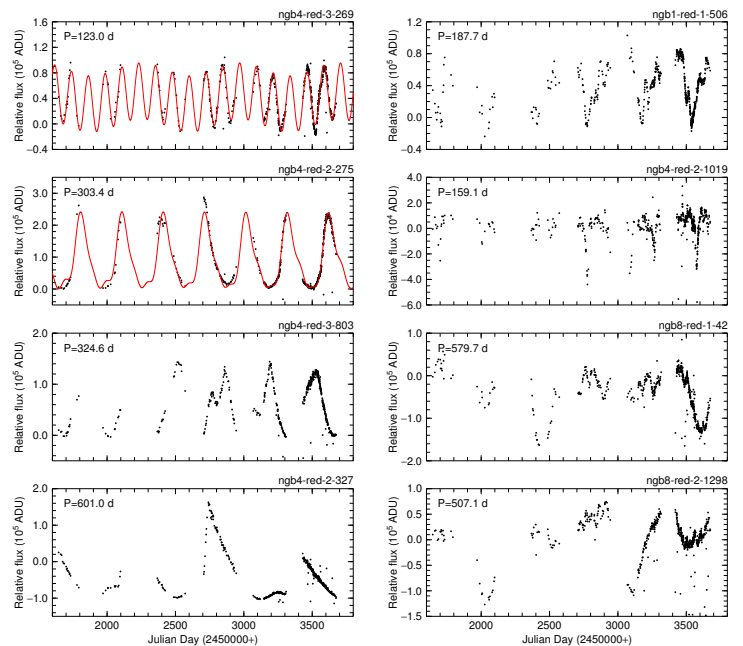 ngb4-red-3-269
P=123.0 d
Relative flux (10⁵ ADU)
1.6
1.2
0.8
0.4
0.0
−0.4
ngb1-red-1-506
P=187.7 d
Relative flux (10⁵ ADU)
1.2
0.8
0.4
0.0
−0.4
ngb4-red-2-275
P=303.4 d
Relative flux (10⁵ ADU)
3.0
2.0
1.0
0.0
ngb4-red-2-1019
P=159.1 d
Relative flux (10⁴ ADU)
4.0
2.0
0.0
−2.0
−4.0
−6.0
ngb4-red-3-803
P=324.6 d
Relative flux (10⁵ ADU)
2.0
1.0
0.0
ngb8-red-1-42
P=579.7 d
Relative flux (10⁵ ADU)
1.0
0.0
−1.0
−2.0
ngb4-red-2-327
P=601.0 d
Relative flux (10⁵ ADU)
2.0
1.0
0.0
−1.0
2000 2500 3000 3500
Julian Day (2450000+)
ngb8-red-2-1298
P=507.1 d
Relative flux (10⁵ ADU)
1.0
0.5
0.0
−0.5
−1.0
−1.5
2000 2500 3000 3500
Julian Day (2450000+)